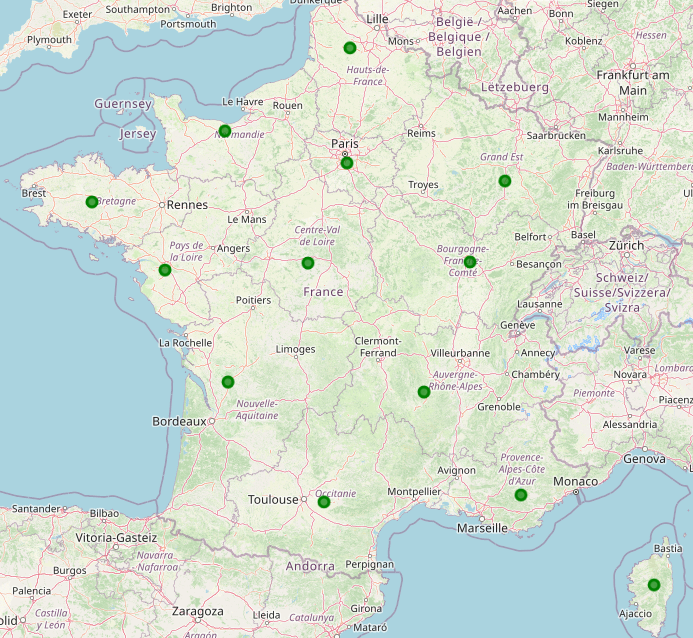 Exeter
Southampton
Brighton
Portsmouth
Plymouth
Dunkerque
Lille
Mons
België /
Belgique /
Belgien
Aachen
Bonn
Siegen
Koblenz
Hessen
Frankfurt am
Main
Hauts-de-
France
Lëtzebuerg
Mannheim
Guernsey
Jersey
Le Havre
Rouen
Normandie
Paris
Reims
Saarbrücken
Karlsruhe
Baden-Württember
Grand Est
Troyes
Freiburg
im Breisgau
Ul
Brest
Bretagne
Rennes
Le Mans
Pays de
la Loire
Angers
Centre-Val
de Loire
Bourgogne-
Franche-
Comté
Belfort
Besançon
Basel
Zürich
Schweiz/
Suisse/Svizzera/
Svizra
France
Poitiers
Lausanne
Genève
La Rochelle
Limoges
Clermont-
Ferrand
Villeurbanne
Annecy
Chambéry
Auvergne-
Rhône-Alpes
Grenoble
Varese
Novara
Lombard
Piemonte
Piacenz
Alessandria
Genova
Nouvelle-
Aquitaine
Bordeaux
Provence-
Alpes-Côte
d'Azur
Avignon
Monaco
Montpellier
Marseille
Toulouse
Occitanie
Santander
Bilbao
Vitoria-Gasteiz
Navarra -
Nafarroa
Burgos
Palencia
Castilla
y León
olid
Zaragoza
Aragón
Lleida
Andorra
Perpignan
Girona
Catalunya
Mataró
Bastia
Ajaccio